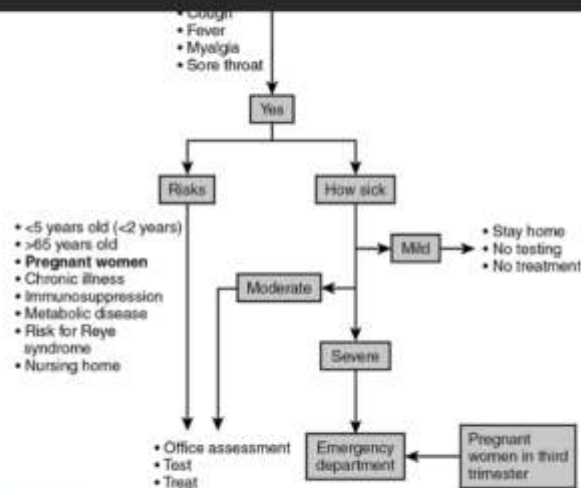 • Cough
• Fever
• Myalgia
• Sore throat
Yes
Risks
How sick
• <5 years old (<2 years)
• >65 years old
• Pregnant women
• Chronic illness
• Immunosuppression
• Metabolic disease
• Risk for Reye
syndrome
• Nursing home
Mild
• Stay home
• No testing
• No treatment
Moderate
Severe
• Office assessment
• Test
• Treat
Emergency
department
Pregnant
women in third
trimester